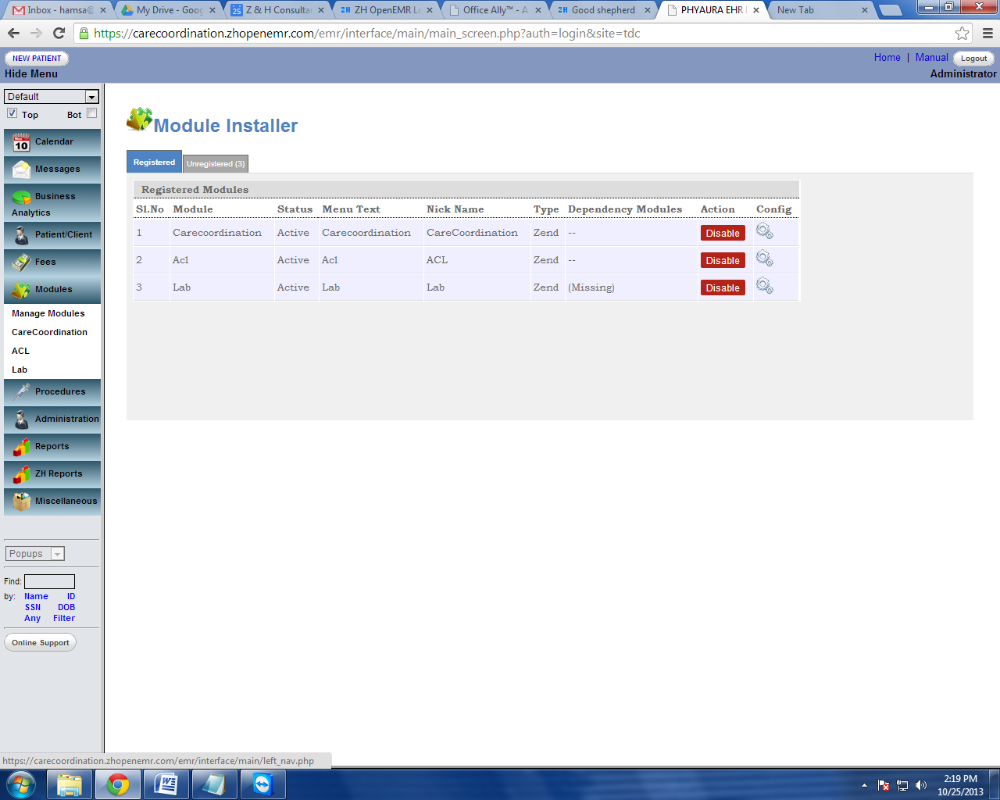 Inbox - hamsa@
My Drive - Goog
25 Z & H Consulta
ZH ZH OpenEMR L
Office Ally™ - A
ZH Good shepherd
PHYAURA EHR
New Tab
https://carecoordination.zhopenemr.com/emr/interface/main/main_screen.php?auth=login&site=tdc
NEW PATIENT
Home | Manual Logout
Hide Menu
Administrator
Default
Top Bot
Calendar
Messages
Business
Analytics
Patient/Client
Fees
Modules
Manage Modules
CareCoordination
ACL
Lab
Procedures
Administration
Reports
ZH Reports
Miscellaneous
Popups
Find:
by: Name ID
SSN DOB
Any Filter
Online Support
Module Installer
Registered Unregistered (3)
Registered Modules
Sl.No Module Status Menu Text Nick Name Type Dependency Modules Action Config
1 Carecoordination Active Carecoordination CareCoordination Zend -- Disable
2 Acl Active Acl ACL Zend -- Disable
3 Lab Active Lab Lab Zend (Missing) Disable
https://carecoordination.zhopenemr.com/emr/interface/main/left_nav.php
2:19 PM
10/25/2013